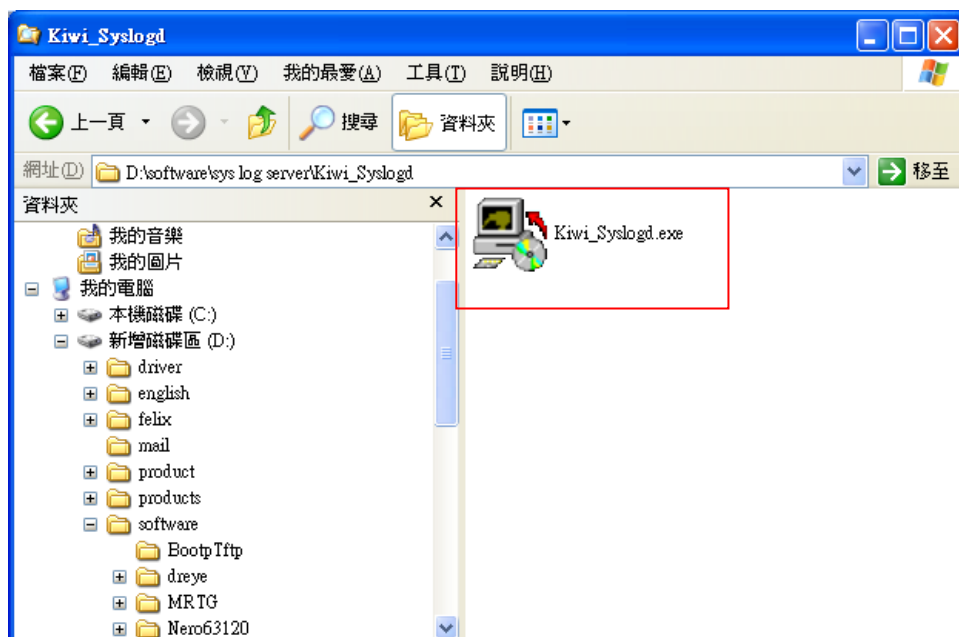 Kiwi_Syslogd
檔案(F) 編輯(E) 檢視(V) 我的最愛(A) 工具(T) 說明(H)
上一頁 搜尋 資料夾
網址(D) D:\software\sys log server\Kiwi_Syslogd 移至
資料夾
我的音樂
我的圖片
我的電腦
本機磁碟 (C:)
新增磁碟區 (D:)
driver
english
felix
mail
product
products
software
BootpTftp
dreye
MRTG
Nero63120
Kiwi_Syslogd.exe